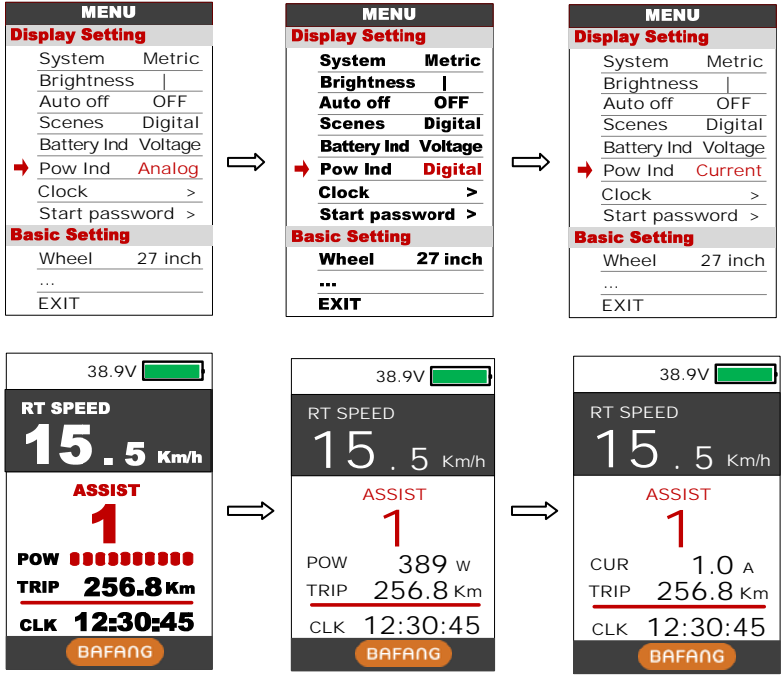 MENU
Display Setting
System Metric
Brightness |
Auto off OFF
Scenes Digital
Battery Ind Voltage
Pow Ind Analog
Clock >
Start password >
Basic Setting
Wheel 27 inch
...
EXIT
MENU
Display Setting
System Metric
Brightness |
Auto off OFF
Scenes Digital
Battery Ind Voltage
Pow Ind Digital
Clock >
Start password >
Basic Setting
Wheel 27 inch
...
EXIT
MENU
Display Setting
System Metric
Brightness |
Auto off OFF
Scenes Digital
Battery Ind Voltage
Pow Ind Current
Clock >
Start password >
Basic Setting
Wheel 27 inch
...
EXIT
38.9V
RT SPEED
15.5 Km/h
ASSIST
1
POW
TRIP 256.8 Km
CLK 12:30:45
BAFANG
38.9V
RT SPEED
15.5 Km/h
ASSIST
1
POW 389 W
TRIP 256.8 Km
CLK 12:30:45
BAFANG
38.9V
RT SPEED
15.5 Km/h
ASSIST
1
CUR 1.0 A
TRIP 256.8 Km
CLK 12:30:45
BAFANG